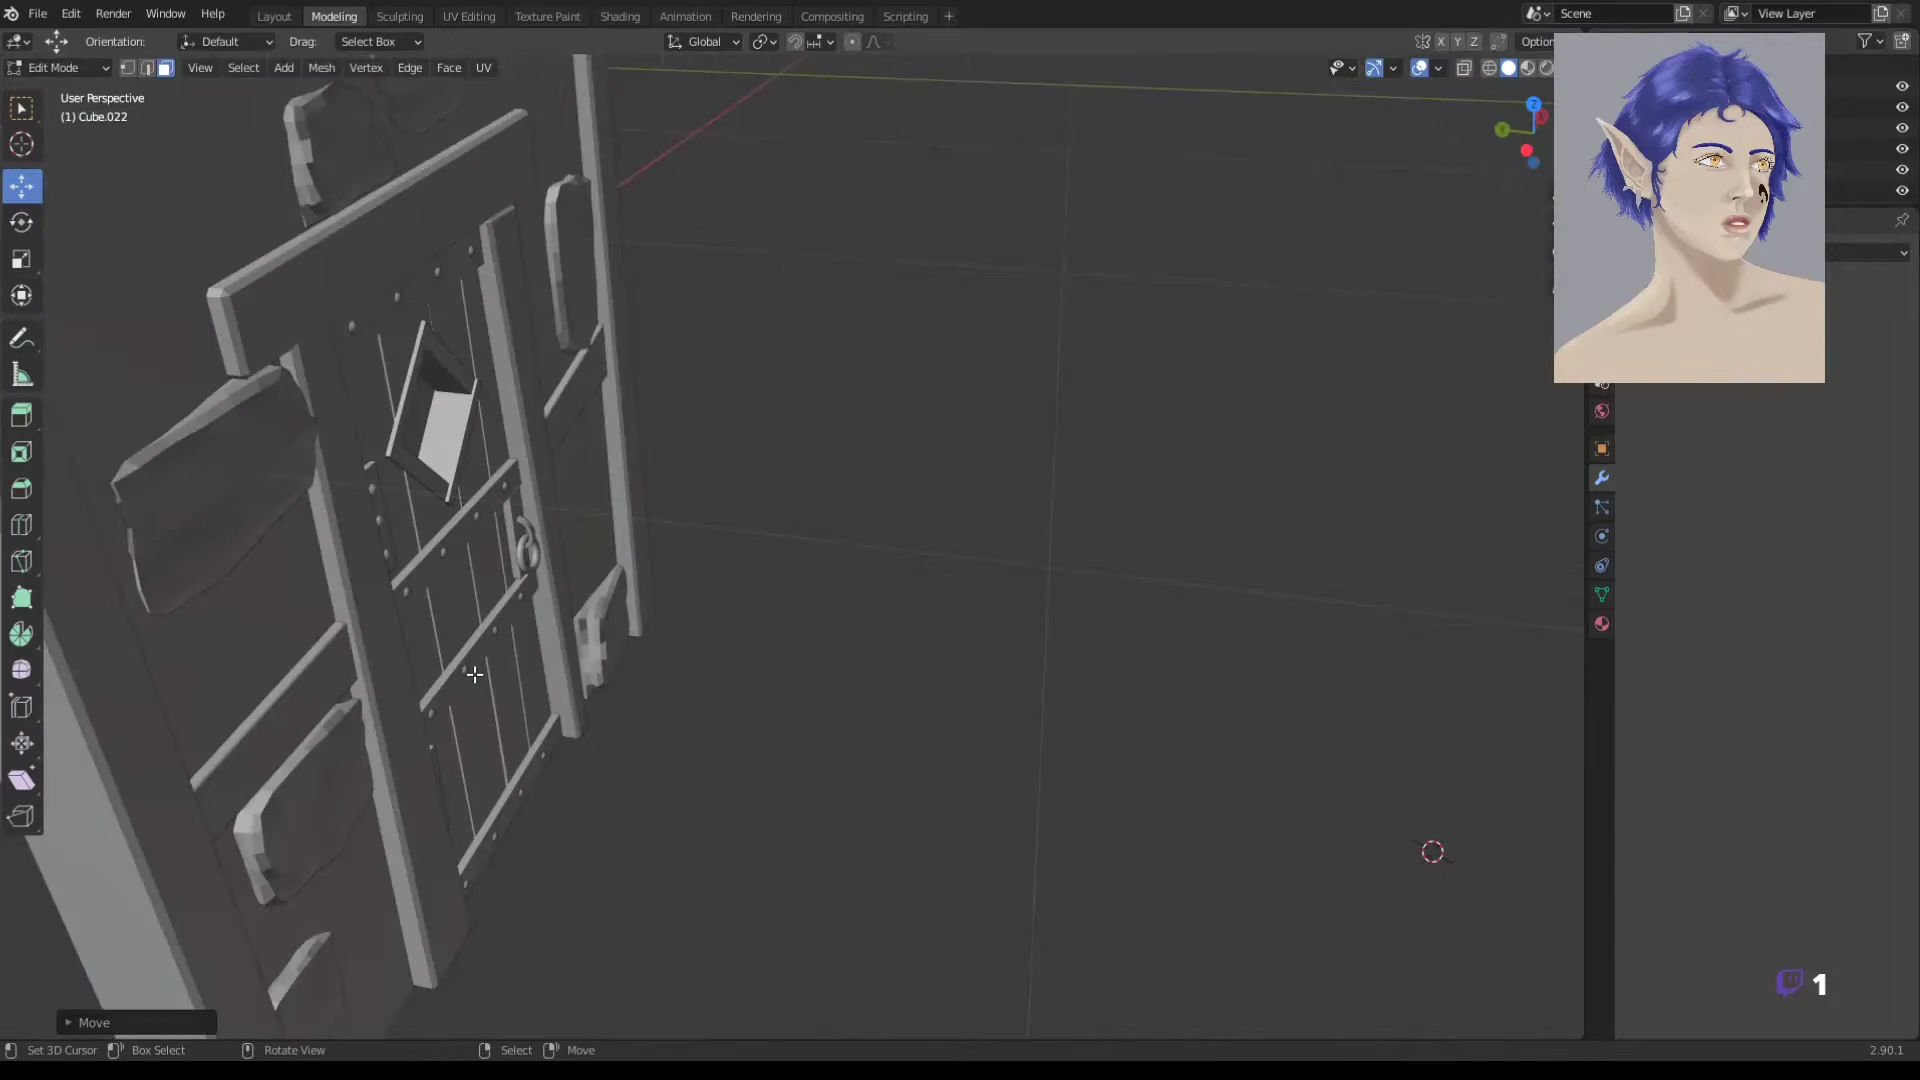 File Edit Render Window Help
Layout Modeling Sculpting UV Editing Texture Paint Shading Animation Rendering Compositing Scripting +
Scene View Layer
Orientation: Default Drag: Select Box Global X Y Z Option
Edit Mode View Select Add Mesh Vertex Edge Face UV
User Perspective
(1) Cube.022
Z
Y
1
Move
Set 3D Cursor Box Select Rotate View Select Move 2.90.1